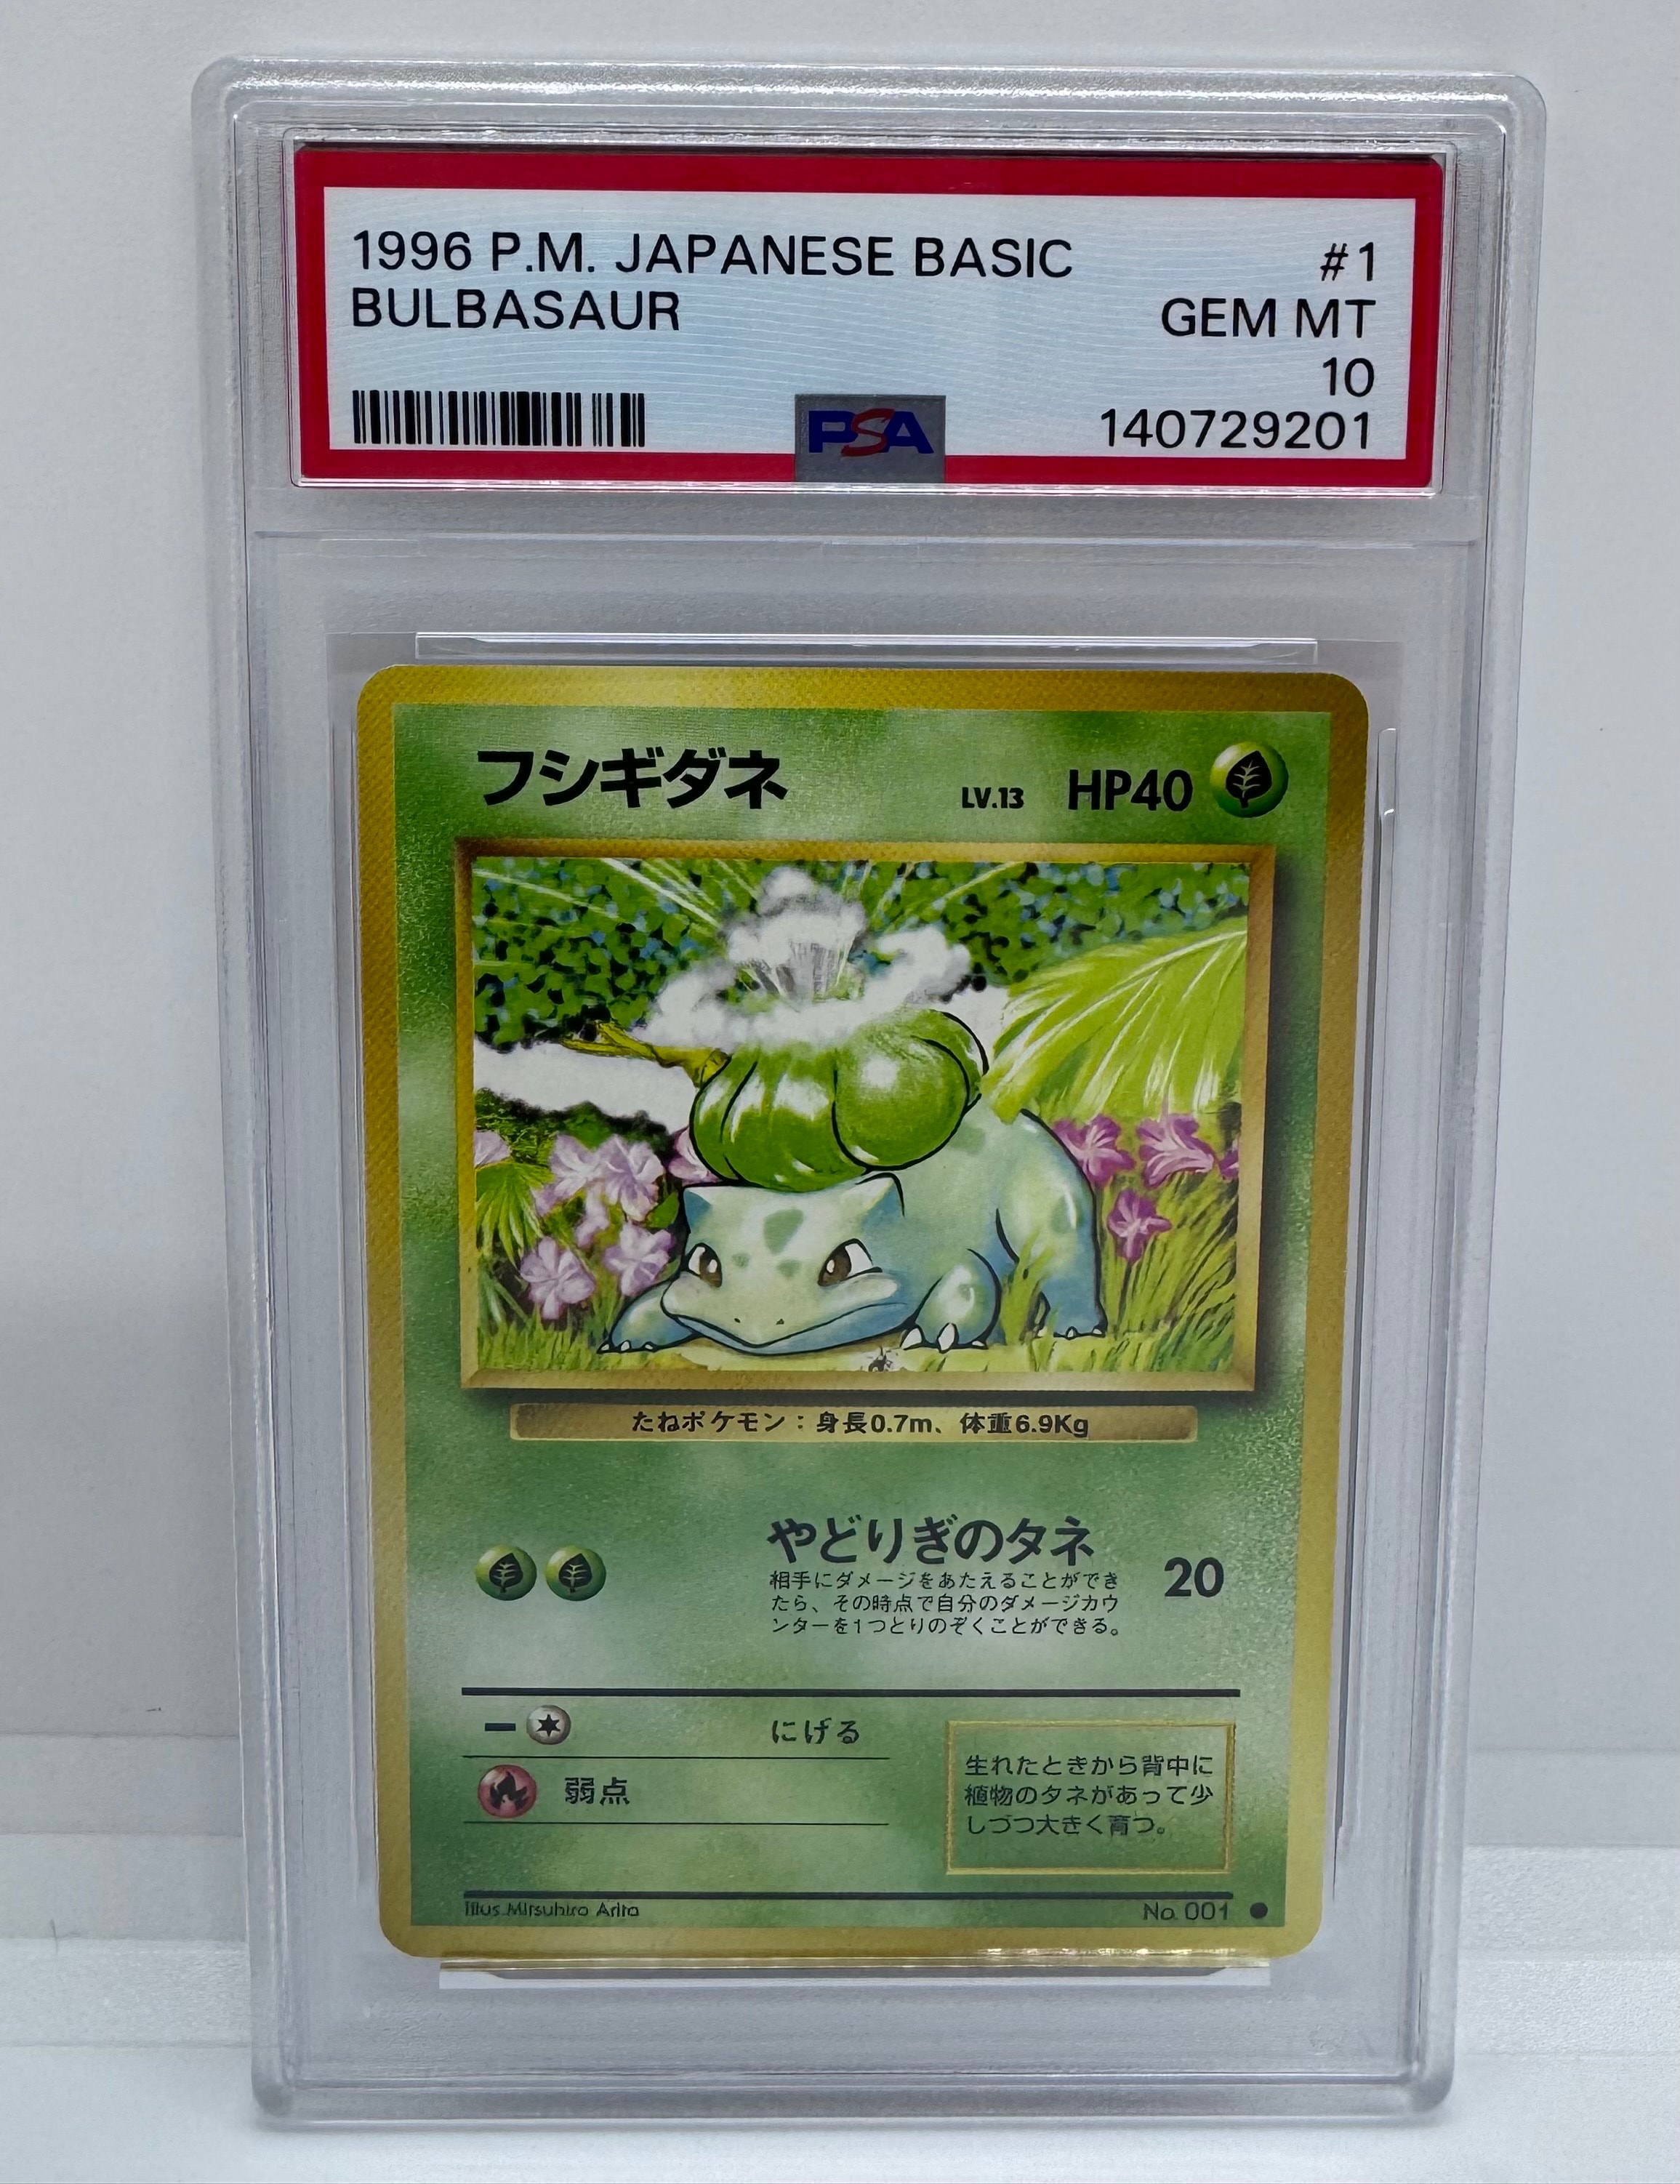 1996 P.M. JAPANESE BASIC #1
BULBASAUR GEM MT
10
PSA 140729201
フシギダネ LV.13 HP40
たねポケモン：身長0.7m、体重6.9Kg
やどりぎのタネ 20
相手にダメージをあたえることができ
たら、その時点で自分のダメージカウ
ンターを1つとりのぞくことができる。
にげる
弱点
生れたときから背中に
植物のタネがあって少
しづつ大きく育つ。
Illus. Mitsuhiro Arita No. 001 ●